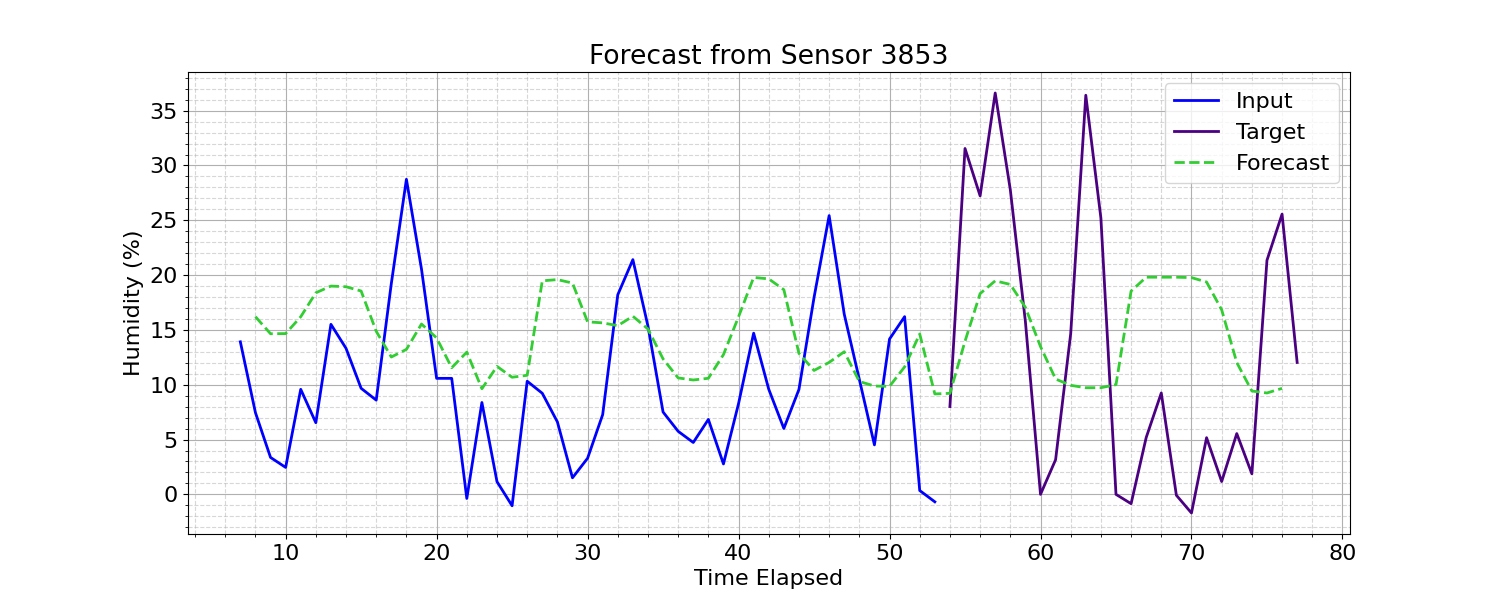 Forecast from Sensor 3853
Humidity (%)
35
30
25
20
15
10
5
0
10 20 30 40 50 60 70 80
Time Elapsed
Input
Target
Forecast